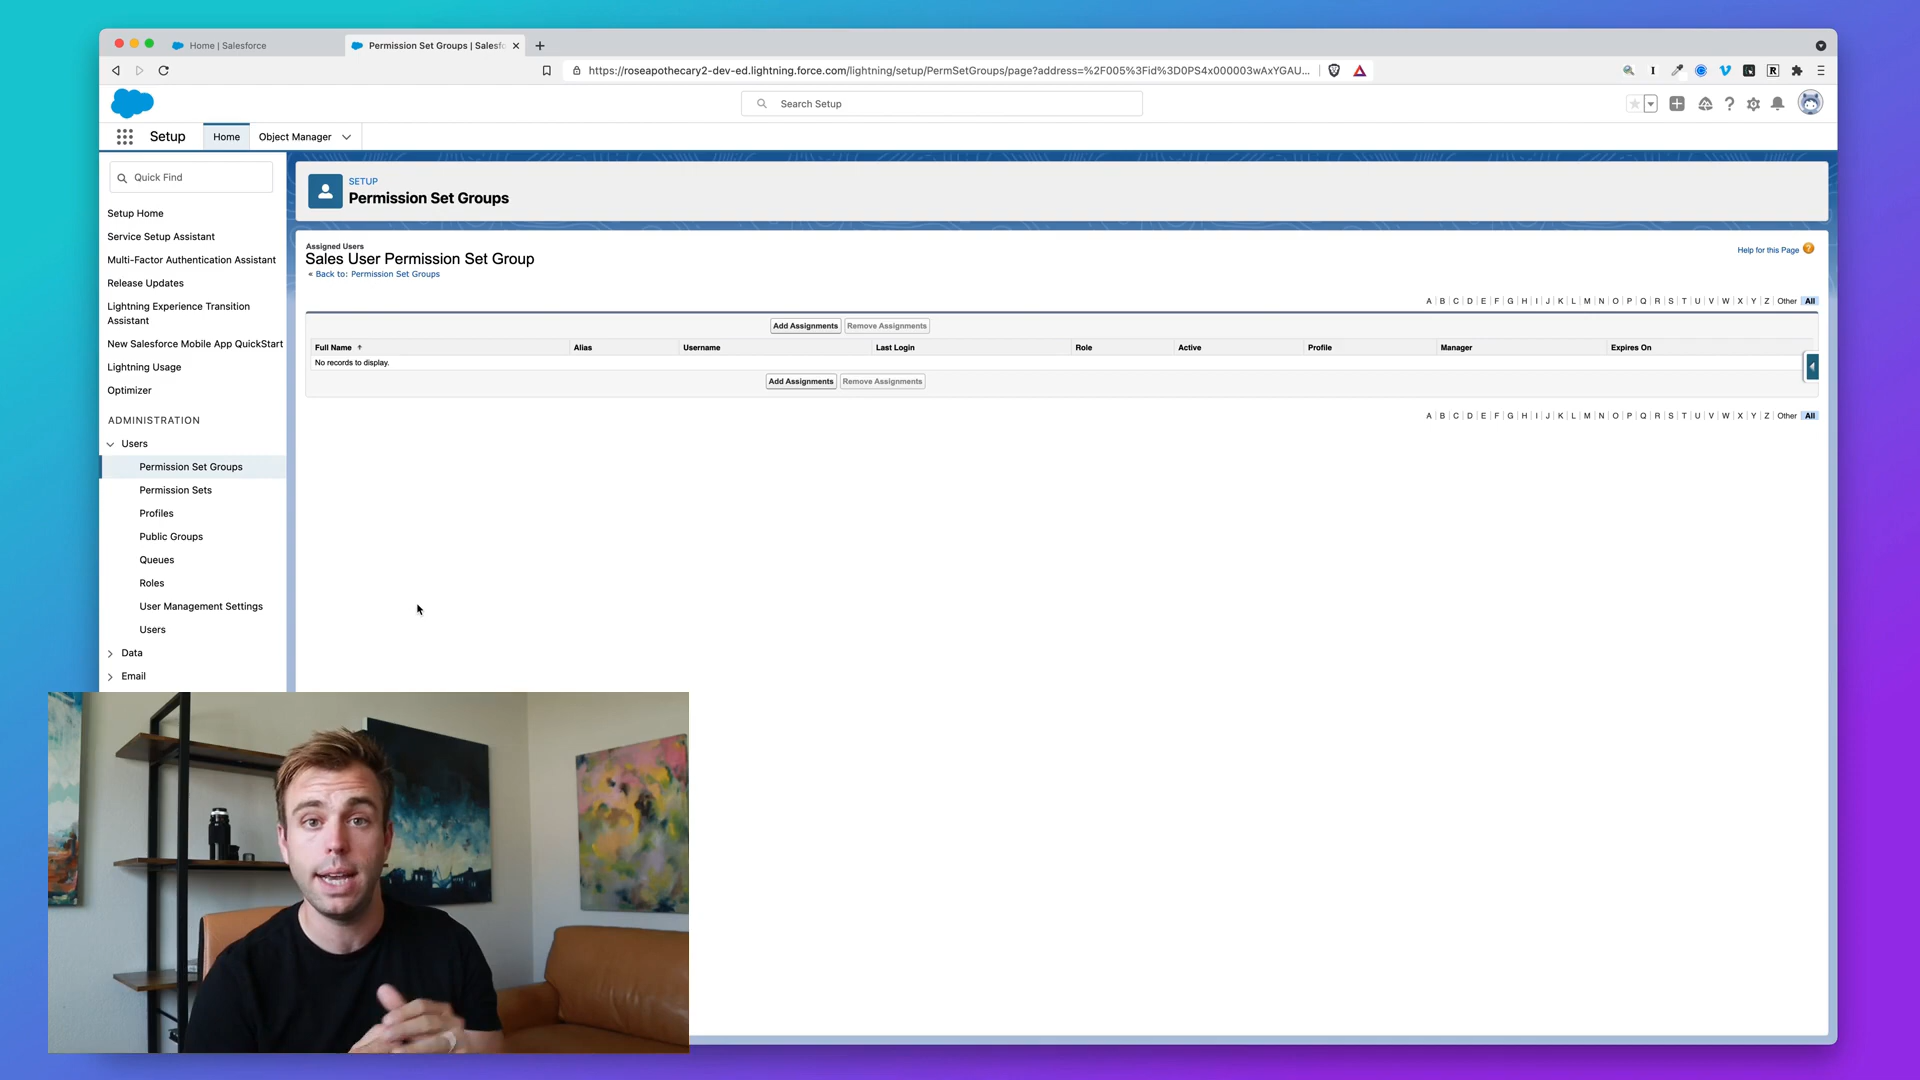 Home | Salesforce
Permission Set Groups | Salesf
https://roseapothecary2-dev-ed.lightning.force.com/lightning/setup/PermSetGroups/page?address=%2F005%3Fid%3D0PS4x000003wAxYGAU...
Search Setup
Setup
Home
Object Manager
Quick Find
Setup Home
Service Setup Assistant
Multi-Factor Authentication Assistant
Release Updates
Lightning Experience Transition
Assistant
New Salesforce Mobile App QuickStart
Lightning Usage
Optimizer
ADMINISTRATION
Users
Permission Set Groups
Permission Sets
Profiles
Public Groups
Queues
Roles
User Management Settings
Users
Data
Email
SETUP
Permission Set Groups
Assigned Users
Sales User Permission Set Group
« Back to: Permission Set Groups
Help for this Page ?
A | B | C | D | E | F | G | H | I | J | K | L | M | N | O | P | Q | R | S | T | U | V | W | X | Y | Z | Other | All
Add Assignments Remove Assignments
Full Name ↑ Alias Username Last Login Role Active Profile Manager Expires On
No records to display.
Add Assignments Remove Assignments
A | B | C | D | E | F | G | H | I | J | K | L | M | N | O | P | Q | R | S | T | U | V | W | X | Y | Z | Other | All